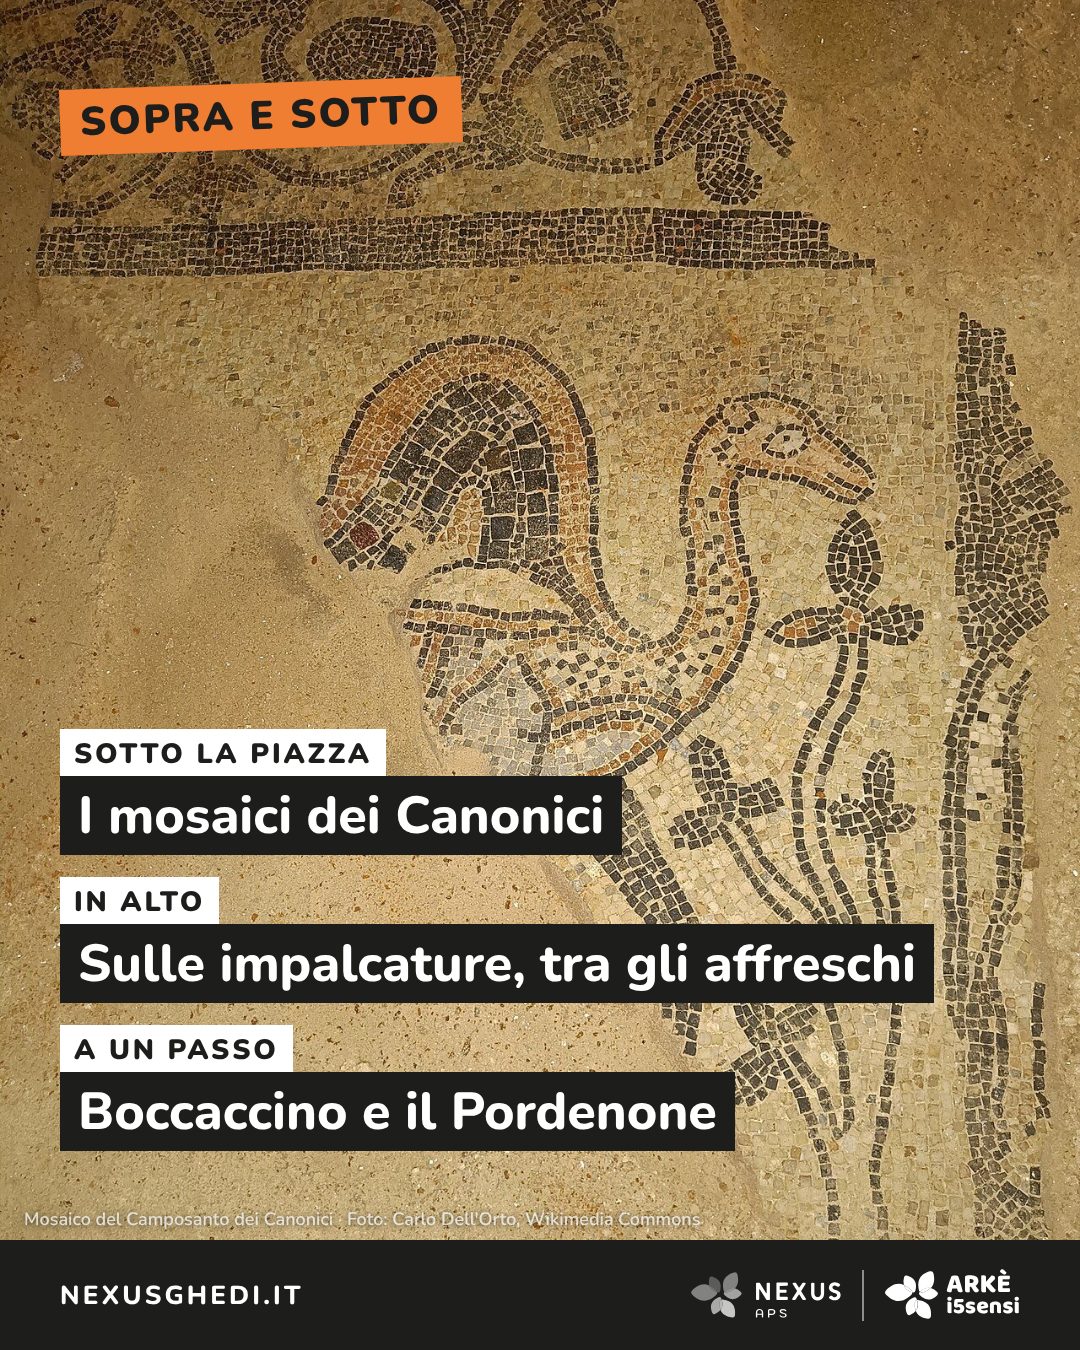 SOPRA E SOTTO
SOTTO LA PIAZZA
I mosaici dei Canonici
IN ALTO
Sulle impalcature, tra gli affreschi
A UN PASSO
Boccaccino e il Pordenone
Mosaico del Camposanto dei Canonici · Foto: Carlo Dell'Orto, Wikimedia Commons
NEXUSGHEDI.IT
NEXUS
APS
ARKÈ
i5sensi